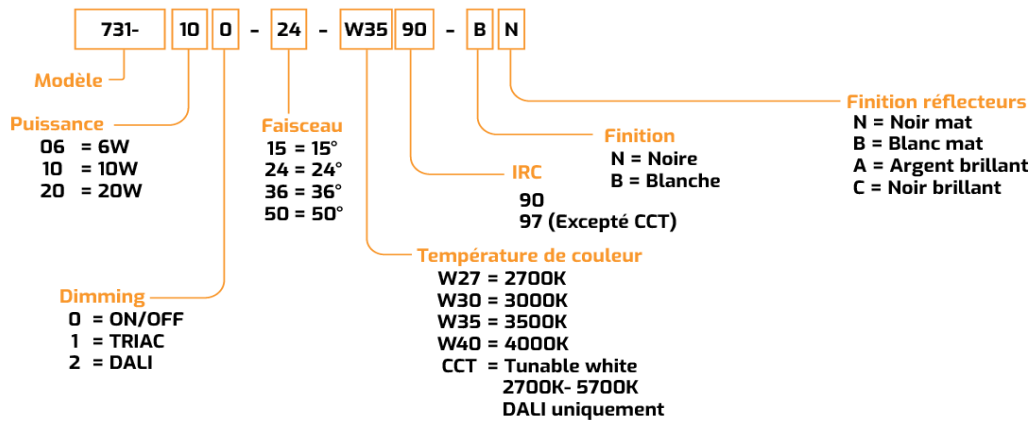 731- 10 0 - 24 - W35 90 - B N
Modèle
Puissance
06 = 6W
10 = 10W
20 = 20W
Dimming
0 = ON/OFF
1 = TRIAC
2 = DALI
Faisceau
15 = 15°
24 = 24°
36 = 36°
50 = 50°
Température de couleur
W27 = 2700K
W30 = 3000K
W35 = 3500K
W40 = 4000K
CCT = Tunable white
2700K- 5700K
DALI uniquement
IRC
90
97 (Excepté CCT)
Finition
N = Noire
B = Blanche
Finition réflecteurs
N = Noir mat
B = Blanc mat
A = Argent brillant
C = Noir brillant